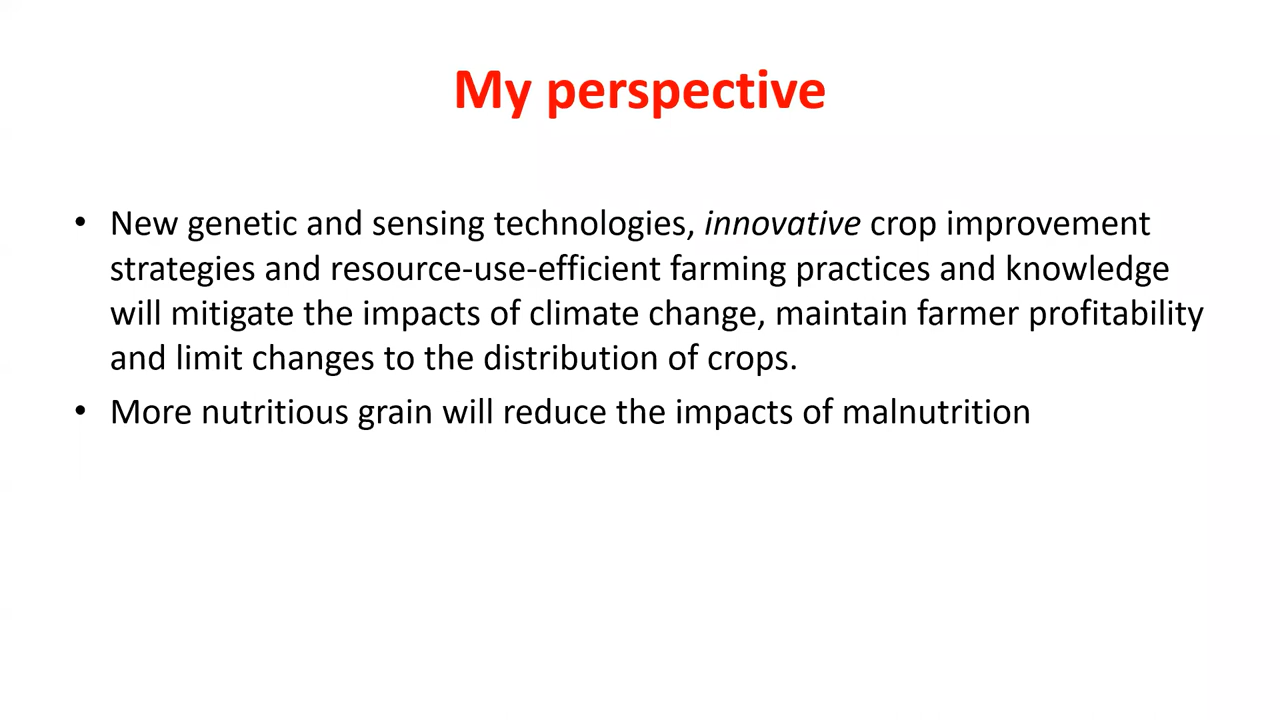 My perspective
• New genetic and sensing technologies, innovative crop improvement
strategies and resource-use-efficient farming practices and knowledge
will mitigate the impacts of climate change, maintain farmer profitability
and limit changes to the distribution of crops.
• More nutritious grain will reduce the impacts of malnutrition